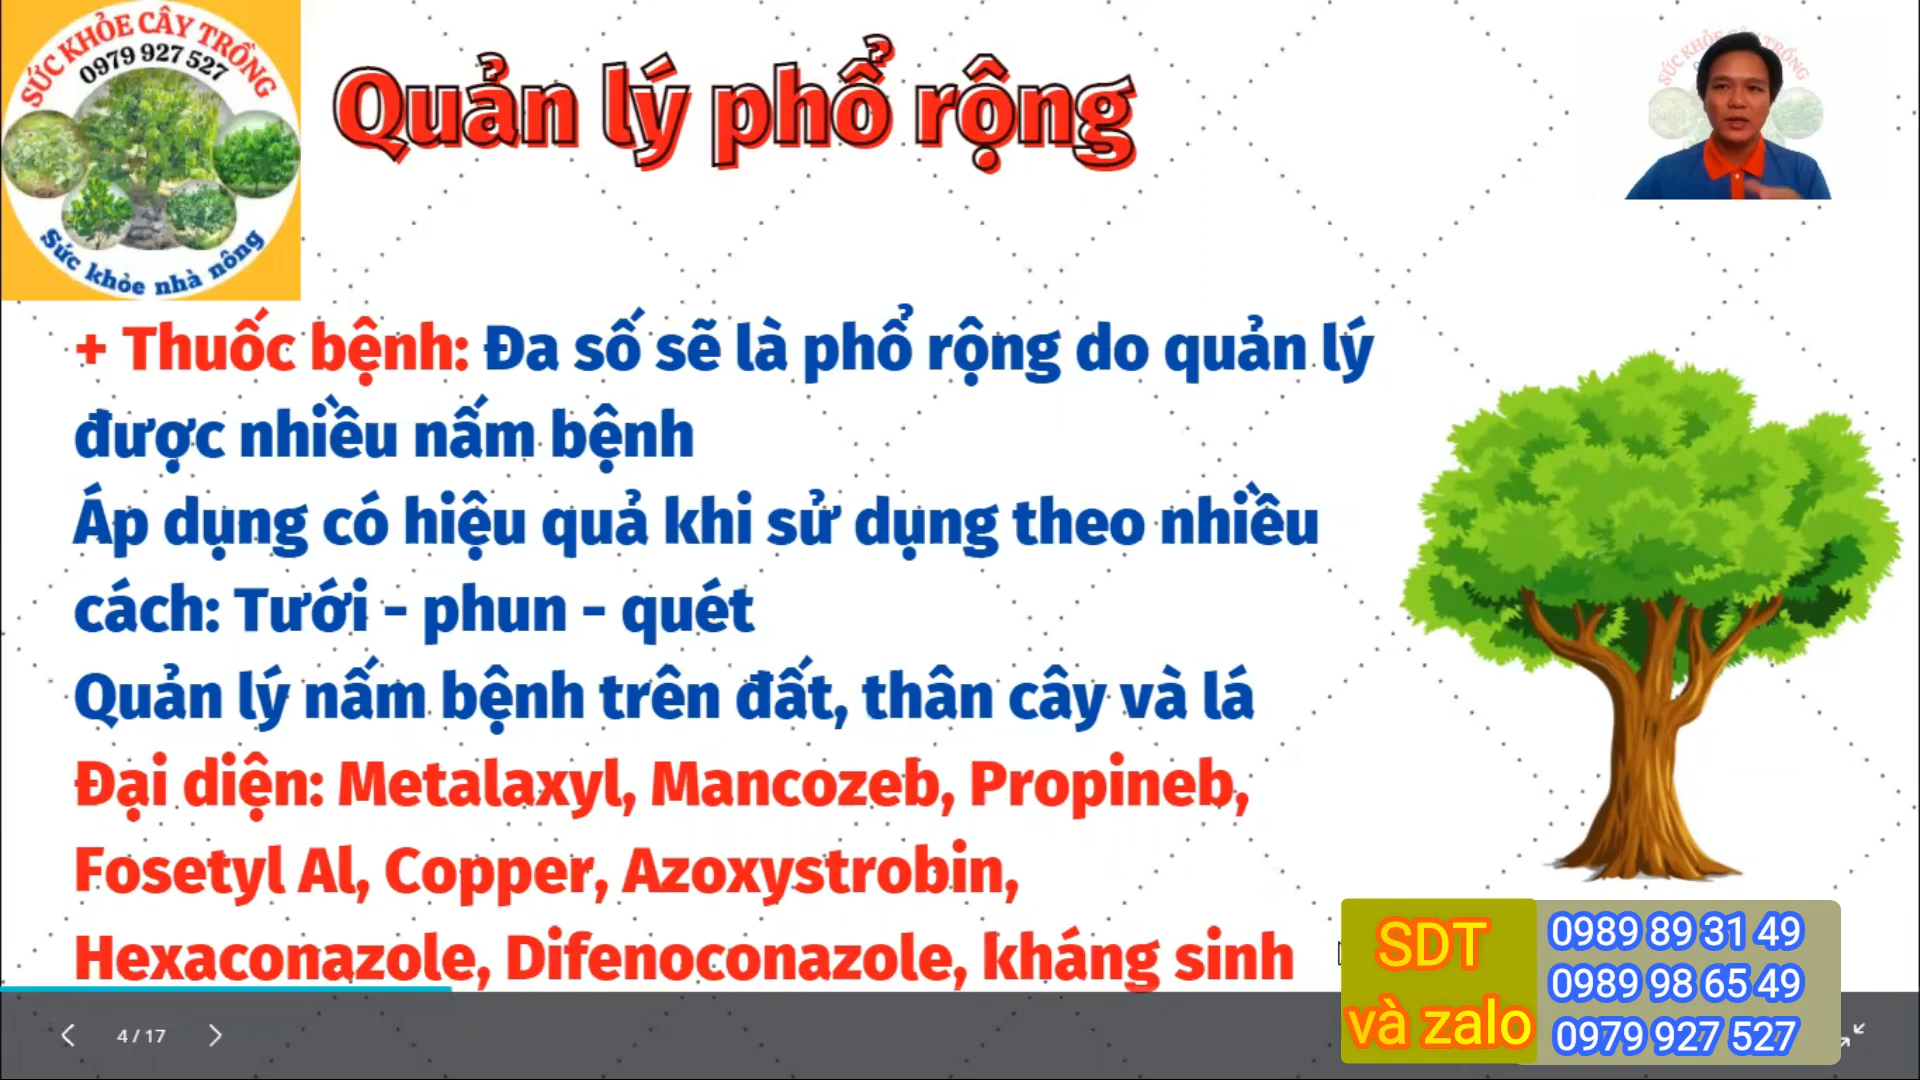 SỨC KHỎE CÂY TRỒNG
0979 927 527
Sức khỏe nhà nông
Quản lý phổ rộng
+ Thuốc bệnh: Đa số sẽ là phổ rộng do quản lý
được nhiều nấm bệnh
Áp dụng có hiệu quả khi sử dụng theo nhiều
cách: Tưới - phun - quét
Quản lý nấm bệnh trên đất, thân cây và lá
Đại diện: Metalaxyl, Mancozeb, Propineb,
Fosetyl Al, Copper, Azoxystrobin,
Hexaconazole, Difenoconazole, kháng sinh
SDT
và zalo
0989 89 31 49
0989 98 65 49
0979 927 527
4 / 17